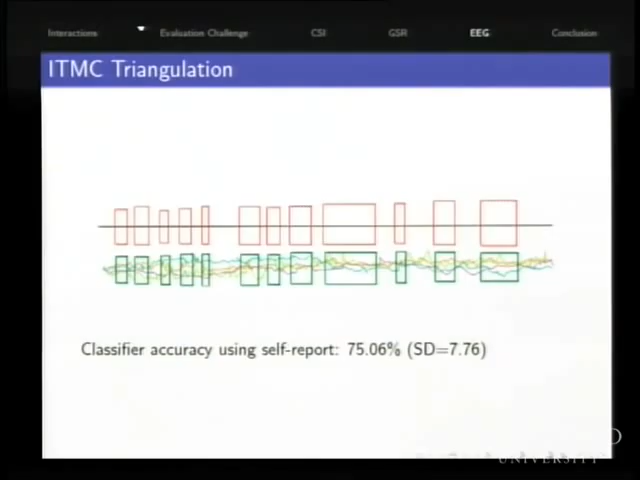 Interactions Evaluation Challenge CSI GSR EEG Conclusion
ITMC Triangulation
Classifier accuracy using self-report: 75.06% (SD=7.76)
UNIVERSITY